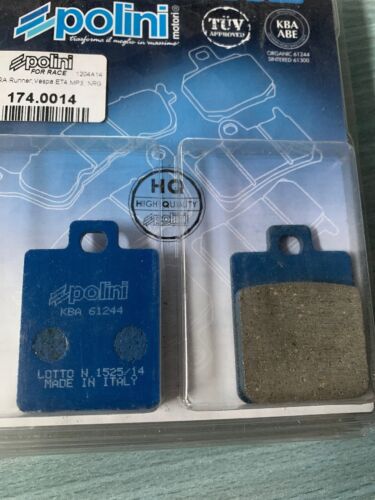 polini
motori
trasforma il meglio in massimo
TÜV
APPROVED
KBA
ABE
ORGANIC 61244
SINTERED 61300
polini
FOR RACE
1204A14
RA Runner, Vespa ET4, MP3, NRG
174.0014
HQ
HIGH QUALITY
polini
polini
KBA 61244
LOTTO N.1525/14
MADE IN ITALY